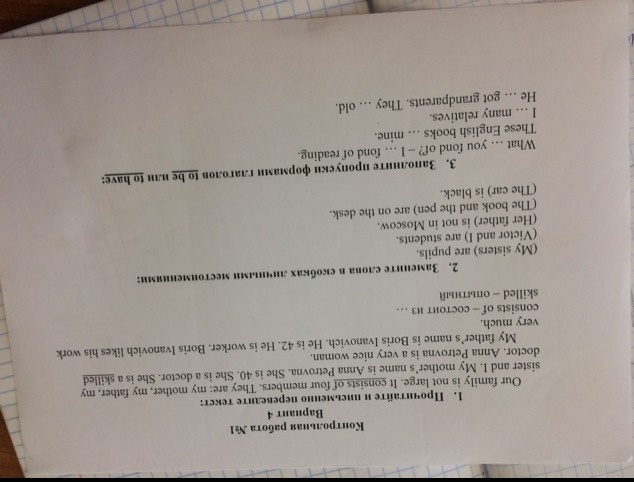 Контрольная работа №1
Вариант 4
1. Прочитайте и письменно переведите текст:
Our family is not large. It consists of four members. They are: my mother, my father, my
sister and I. My mother's name is Anna Petrovna. She is 40. She is a doctor. She is a skilled
doctor. Anna Petrovna is a very nice woman.
My father's name is Boris Ivanovich. He is 42. He is worker. Boris Ivanovich likes his work
very much.
consists of – состоит из …
skilled – опытный
2. Замените слова в скобках личными местоимениями:
(My sisters) are pupils.
(Victor and I) are students.
(Her father) is not in Moscow.
(The book and the pen) are on the desk.
(The car) is black.
3. Заполните пропуски формами глаголов to be или to have:
What … you fond of? – I … fond of reading.
These English books … mine.
I … many relatives.
He … got grandparents. They … old.